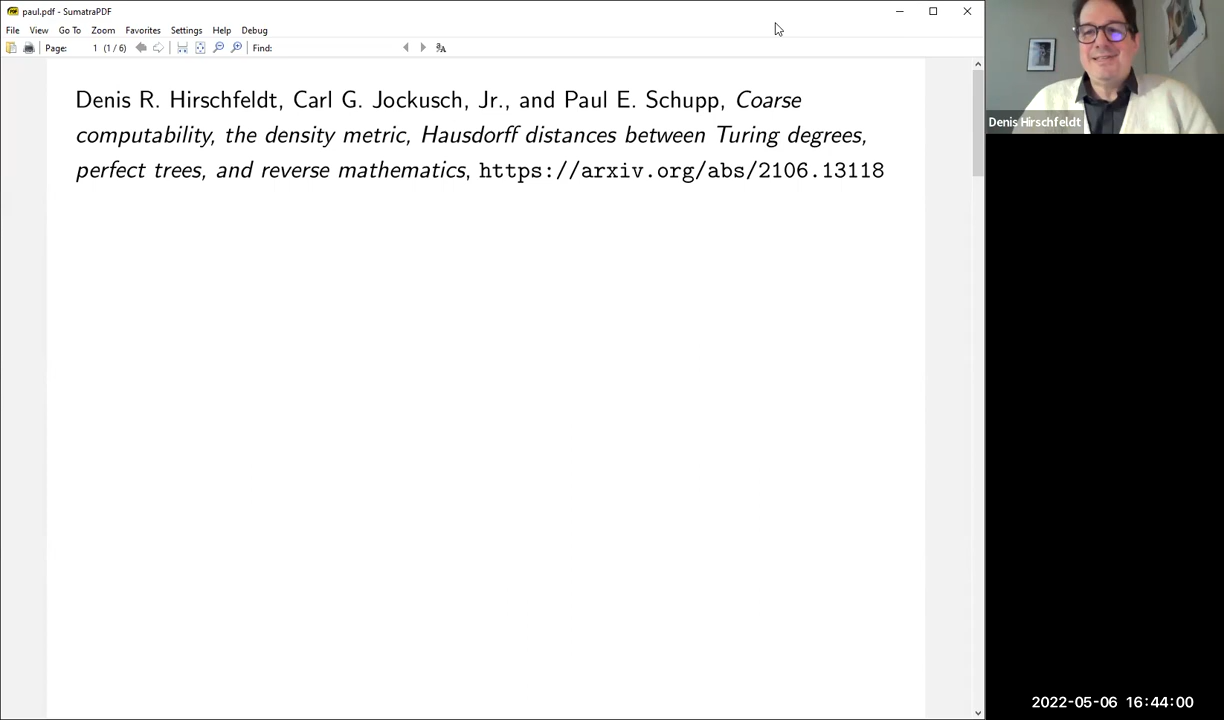 paul.pdf - SumatraPDF
File View Go To Zoom Favorites Settings Help Debug
Page: 1 (1 / 6) Find:
Denis R. Hirschfeldt, Carl G. Jockusch, Jr., and Paul E. Schupp, Coarse
computability, the density metric, Hausdorff distances between Turing degrees,
perfect trees, and reverse mathematics, https://arxiv.org/abs/2106.13118
Denis Hirschfeldt
2022-05-06 16:44:00